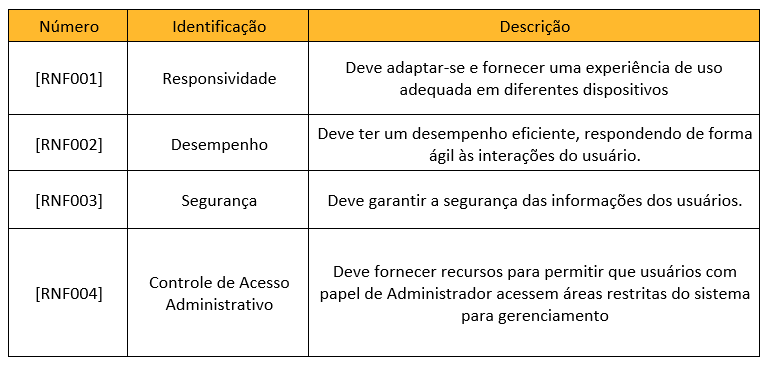 Número Identificação Descrição
[RNF001] Responsividade Deve adaptar-se e fornecer uma experiência de uso
adequada em diferentes dispositivos
[RNF002] Desempenho Deve ter um desempenho eficiente, respondendo de forma
ágil às interações do usuário.
[RNF003] Segurança Deve garantir a segurança das informações dos usuários.
[RNF004] Controle de Acesso
Administrativo
Deve fornecer recursos para permitir que usuários com
papel de Administrador acessem áreas restritas do sistema
para gerenciamento